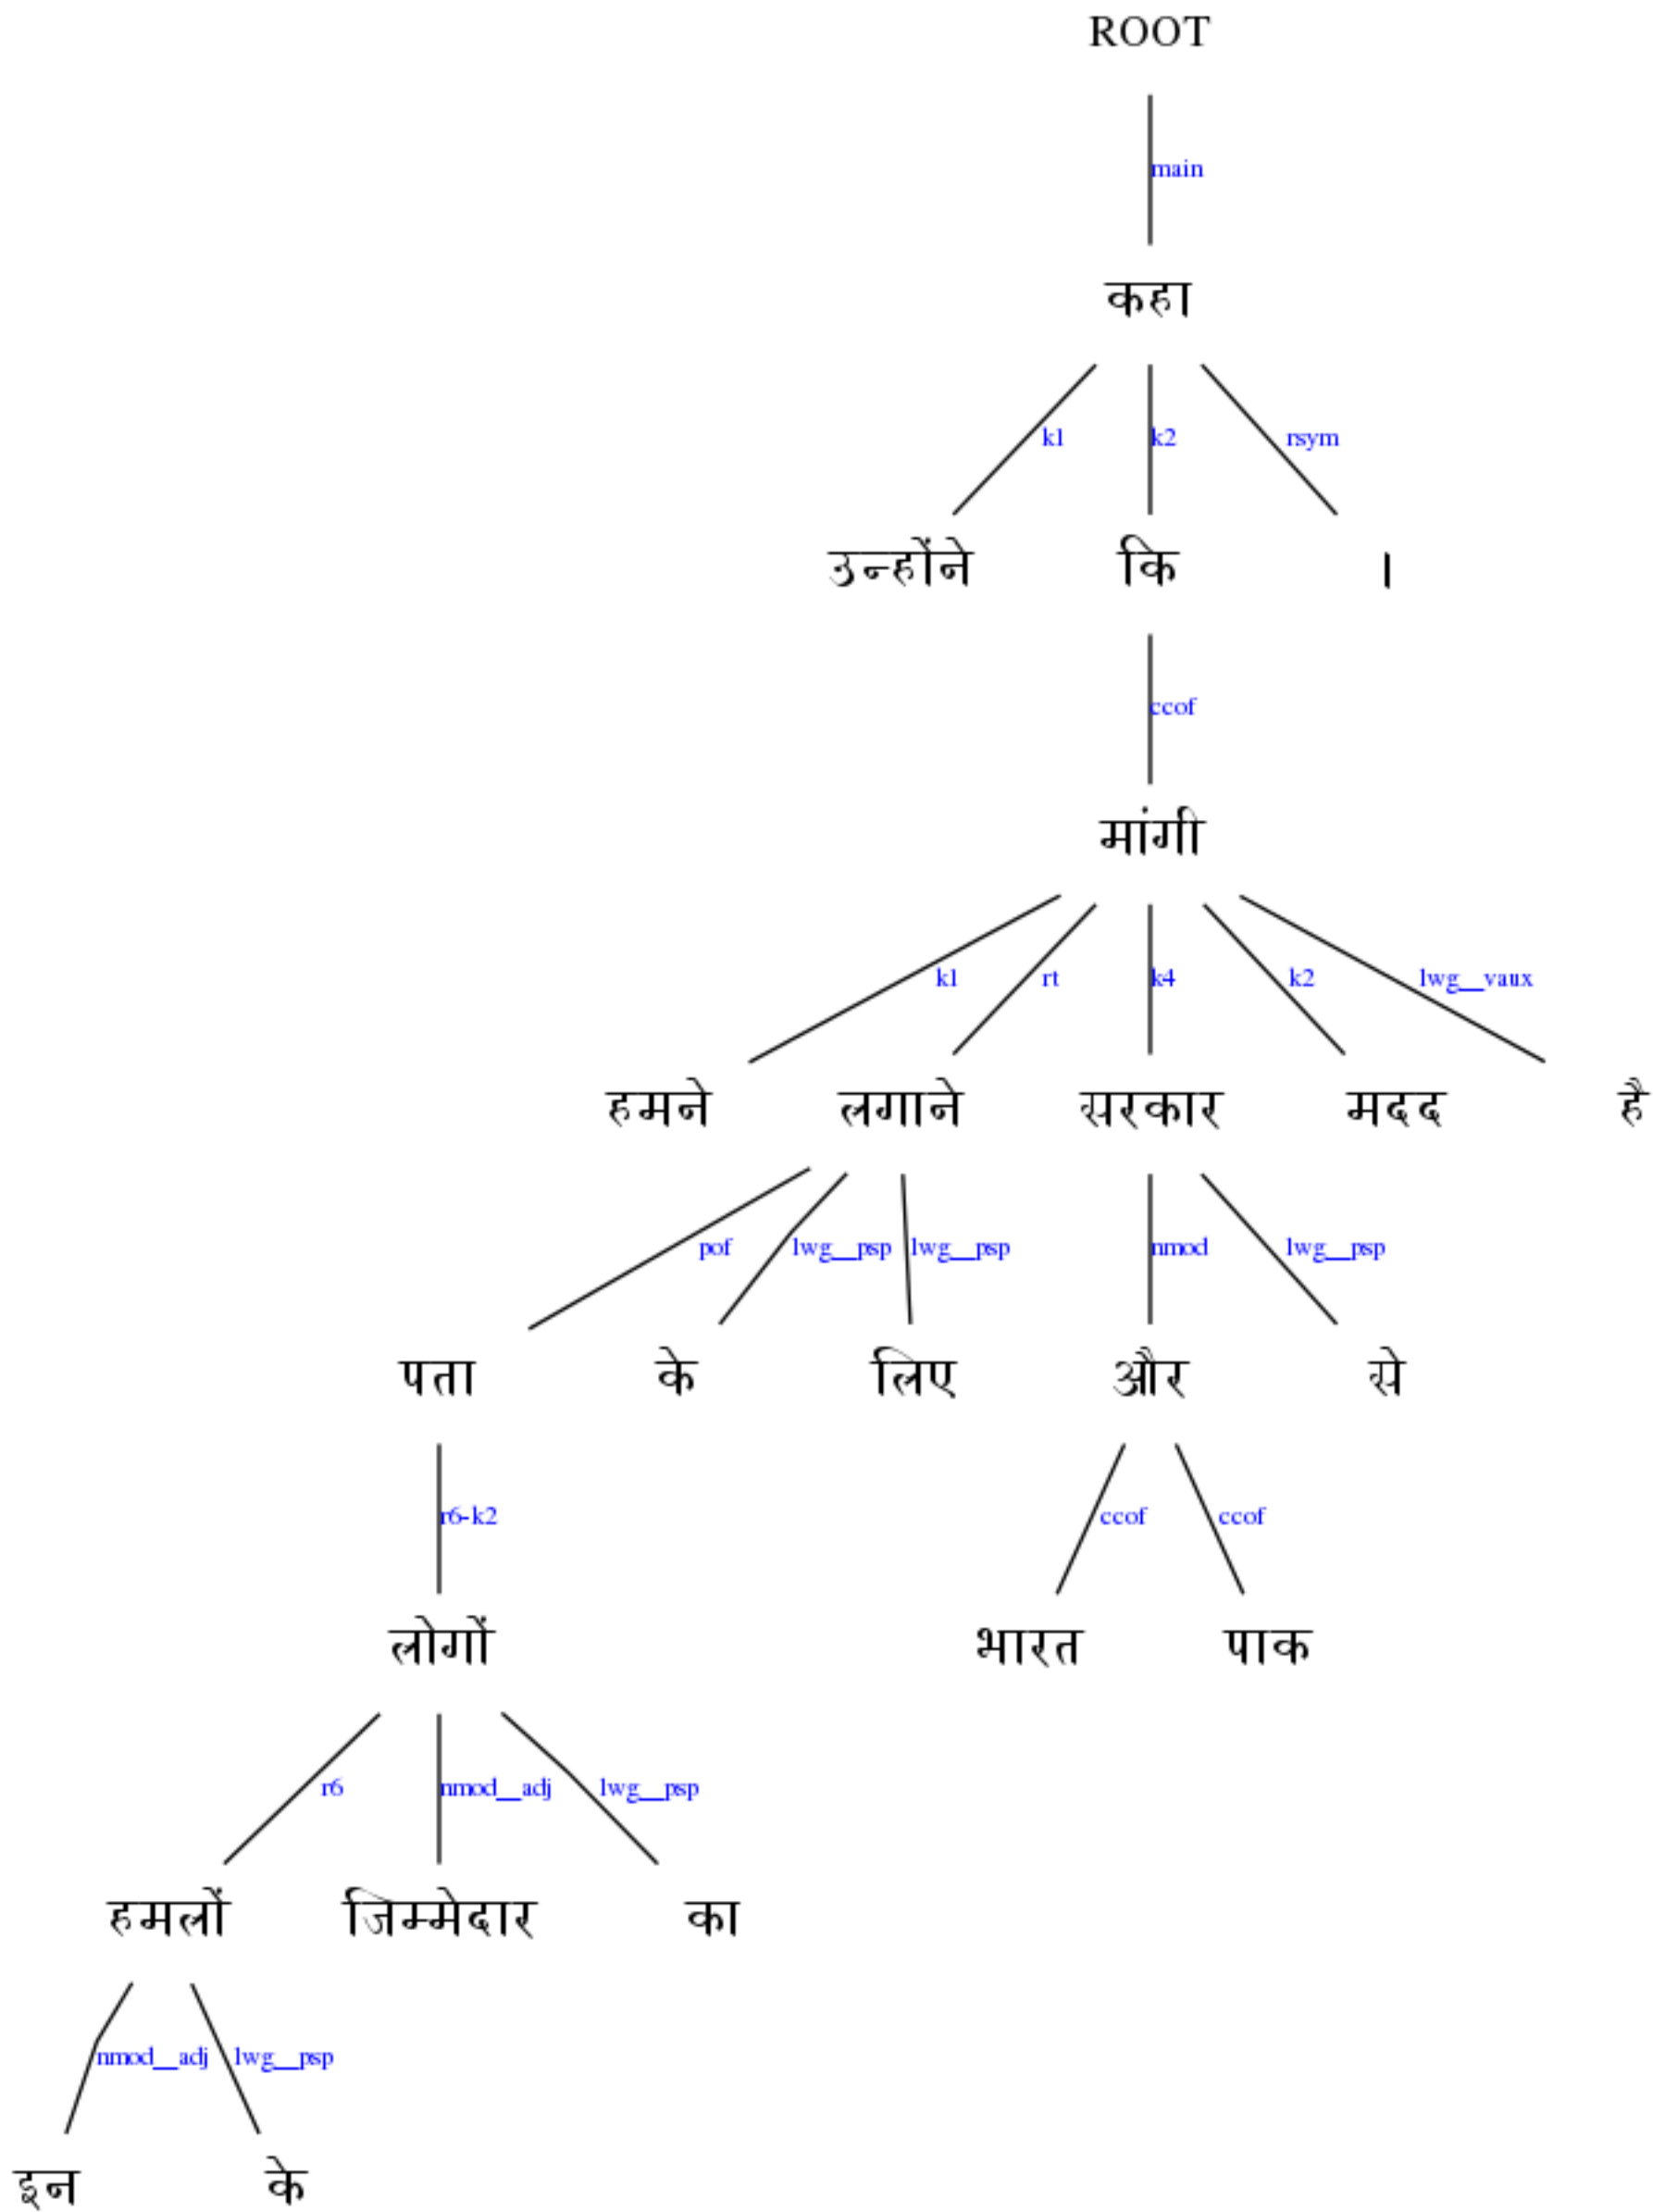 ROOT
main
कहा
k1 k2 rsym
उन्होंने कि ।
ccof
मांगी
k1 rt k4 k2 lwg__vaux
हमने लगाने सरकार मदद है
pof lwg__psp lwg__psp nmod lwg__psp
पता के लिए और से
r6-k2 ccof ccof
लोगों भारत पाक
r6 nmod__adj lwg__psp
हमलों जिम्मेदार का
nmod__adj lwg__psp
इन के